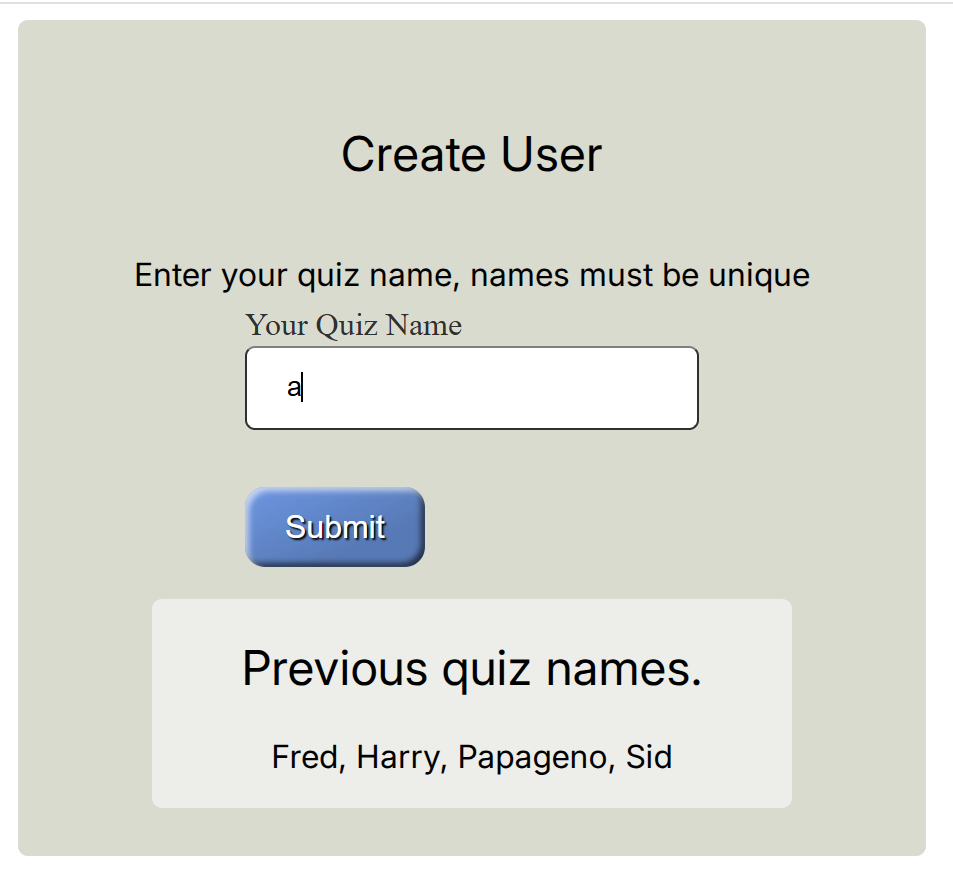 Create User
Enter your quiz name, names must be unique
Your Quiz Name
a
Submit
Previous quiz names.
Fred, Harry, Papageno, Sid